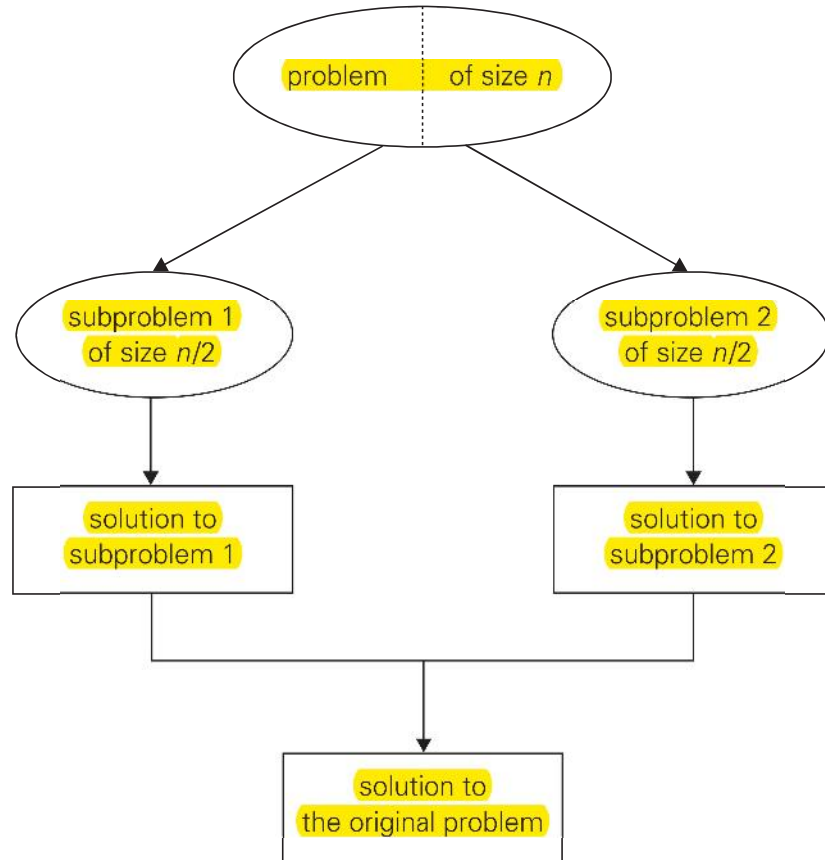 problem of size n
subproblem 1
of size n/2
subproblem 2
of size n/2
solution to
subproblem 1
solution to
subproblem 2
solution to
the original problem